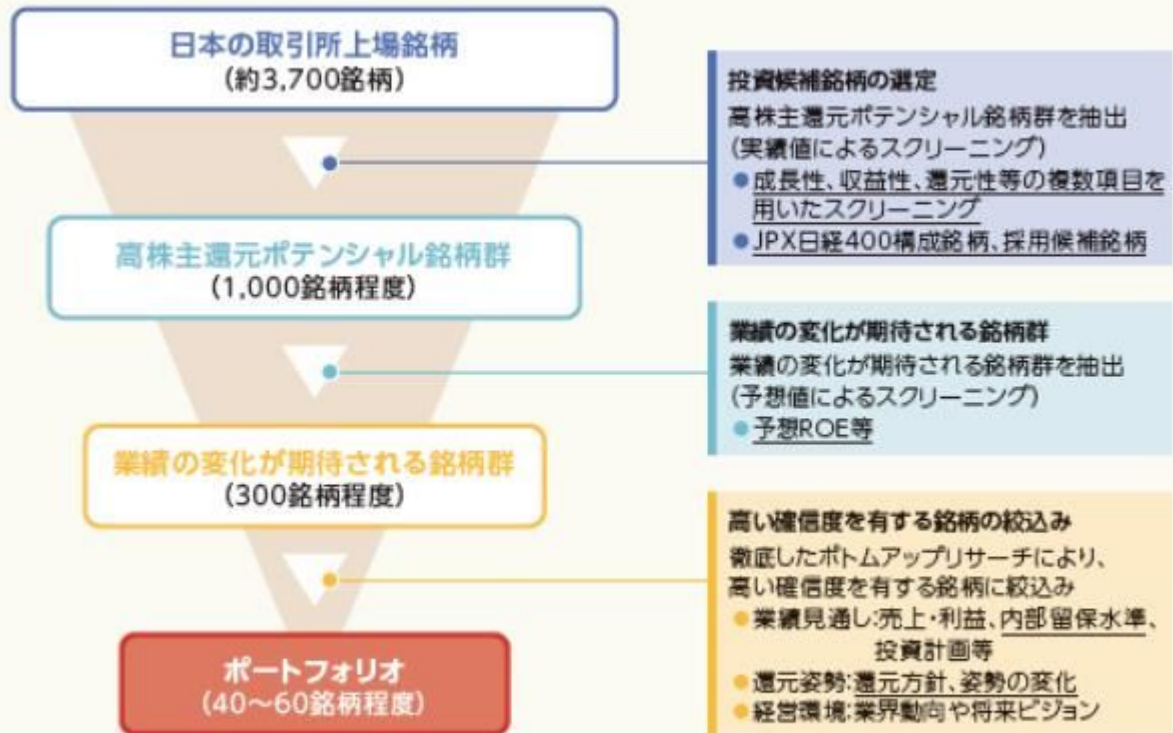 日本の取引所上場銘柄
(約3,700銘柄)
投資候補銘柄の選定
高株主還元ポテンシャル銘柄群を抽出
(実績値によるスクリーニング)
●成長性、収益性、還元性等の複数項目を
用いたスクリーニング
●JPX日経400構成銘柄、採用候補銘柄
高株主還元ポテンシャル銘柄群
(1,000銘柄程度)
業績の変化が期待される銘柄群
業績の変化が期待される銘柄群を抽出
(予想値によるスクリーニング)
●予想ROE等
業績の変化が期待される銘柄群
(300銘柄程度)
高い確信度を有する銘柄の絞込み
徹底したボトムアップリサーチにより、
高い確信度を有する銘柄に絞込み
●業績見通し:売上・利益、内部留保水準、
投資計画等
●還元姿勢:還元方針、姿勢の変化
●経営環境:業界動向や将来ビジョン
ポートフォリオ
(40〜60銘柄程度)